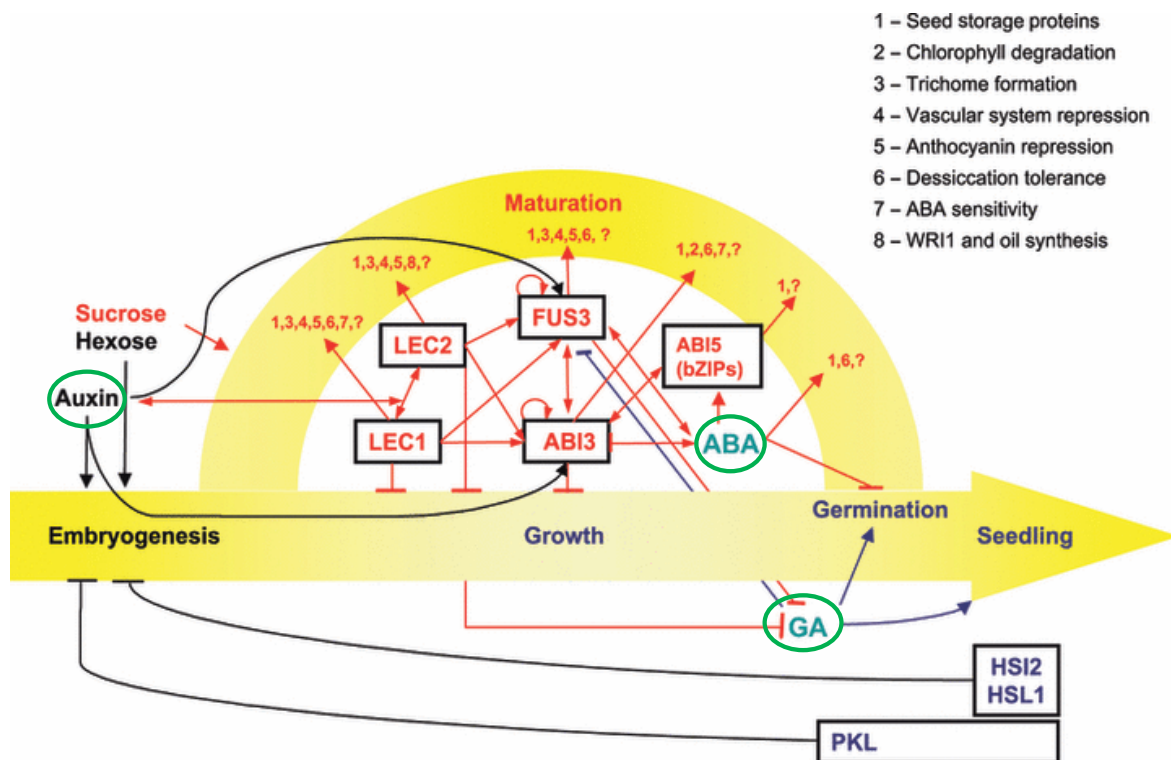 1 – Seed storage proteins
2 – Chlorophyll degradation
3 – Trichome formation
4 – Vascular system repression
5 – Anthocyanin repression
6 – Dessiccation tolerance
7 – ABA sensitivity
8 – WRI1 and oil synthesis
Maturation
1,3,4,5,6, ?
1,2,6,7,?
1,3,4,5,8,?
1,?
Sucrose
Hexose
1,3,4,5,6,7,?
FUS3
LEC2
ABI5
(bZIPs)
1,6,?
Auxin
LEC1
ABI3
ABA
Germination
Embryogenesis
Growth
Seedling
GA
HSI2
HSL1
PKL